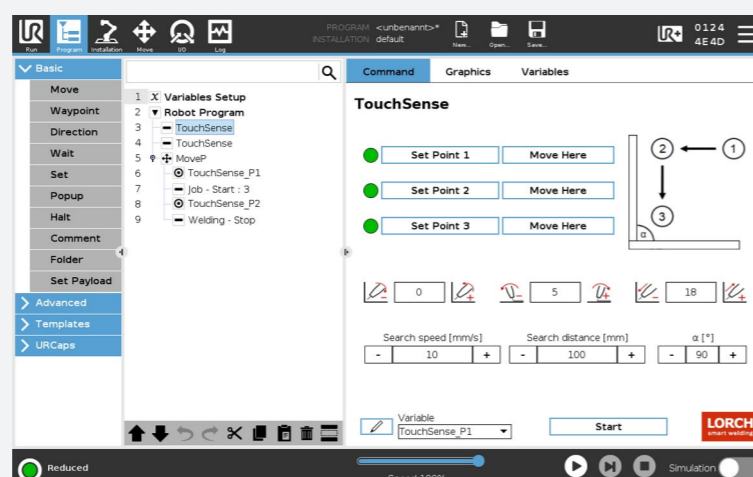 UR
Run
Program
Installation
Move
I/O
Log
PROGRAM <unbenannt>*
INSTALLATION default
New...
Open...
Save...
UR+
0124
4E4D
Basic
Move
Waypoint
Direction
Wait
Set
Popup
Halt
Comment
Folder
Set Payload
Advanced
Templates
URCaps
1 X Variables Setup
2 Robot Program
3 TouchSense
4 TouchSense
5 MoveP
6 TouchSense_P1
7 Job - Start : 3
8 TouchSense_P2
9 Welding - Stop
Command Graphics Variables
TouchSense
Set Point 1 Move Here
Set Point 2 Move Here
Set Point 3 Move Here
2 1
3
α
0 5 18
Search speed [mm/s] Search distance [mm] α [°]
- 10 + - 100 + - 90 +
Variable
TouchSense_P1
Start
LORCH
smart welding
Reduced
Speed 100%
Simulation